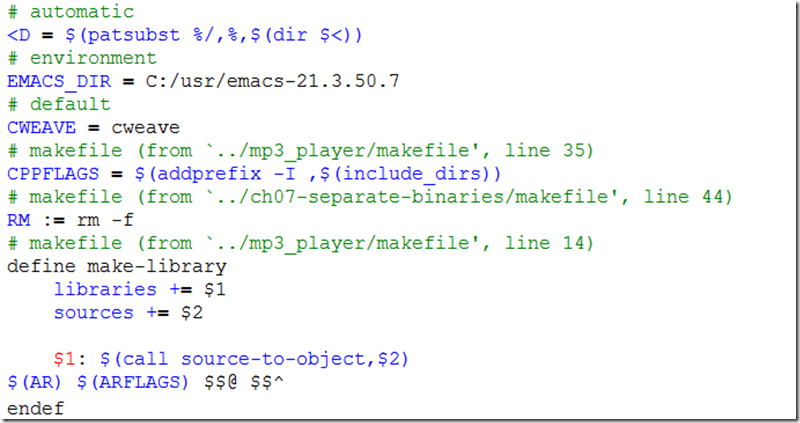 # automatic
<D = $(patsubst %/,%,$(dir $<))
# environment
EMACS_DIR = C:/usr/emacs-21.3.50.7
# default
CWEAVE = cweave
# makefile (from `../mp3_player/makefile', line 35)
CPPFLAGS = $(addprefix -I ,$(include_dirs))
# makefile (from `../ch07-separate-binaries/makefile', line 44)
RM := rm -f
# makefile (from `../mp3_player/makefile', line 14)
define make-library
    libraries += $1
    sources += $2

    $1: $(call source-to-object,$2)
$(AR) $(ARFLAGS) $$@ $$^
endef